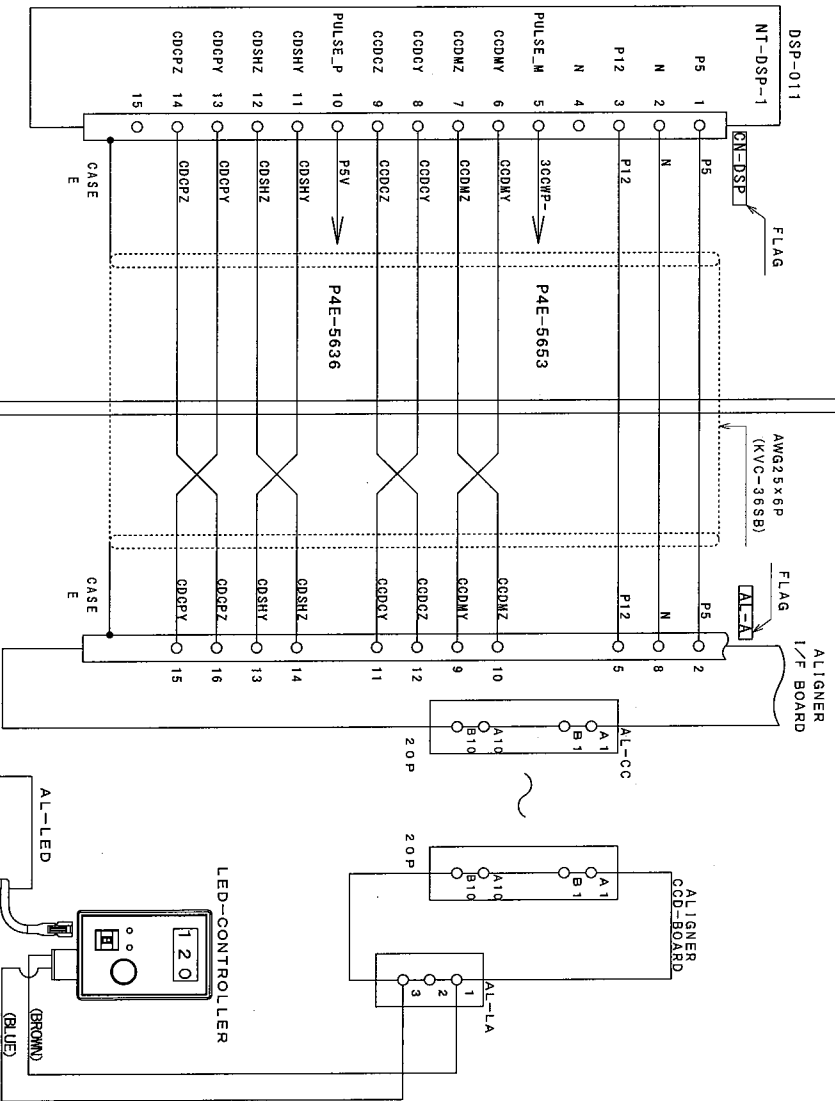 DSP-011
NT-DSP-1
P5 1
N 2
P12 3
N 4
PULSE_M 5
CCDMY 6
CCDMZ 7
CCDCY 8
CCDCZ 9
PULSE_P 10
CDSHY 11
CDSHZ 12
CDCPY 13
CDCPZ 14
15
CN-DSP
FLAG
P5
N
P12
3CCWP-
CCDMY
CCDMZ
CCDCY
CCDCZ
P5V
CDSHY
CDSHZ
CDCPY
CDCPZ
CASE
E
P4E-5653
P4E-5636
AWG25x6P
(KVC-36SB)
FLAG
AL-A
ALIGNER
I/F BOARD
P5 2
N 8
P12 5
CCDMZ 10
CCDMY 9
CCDCZ 12
CCDCY 11
CDSHZ 14
CDSHY 13
CDCPZ 16
CDCPY 15
CASE
E
AL-CC
A1
B1
A10
B10
20P
ALIGNER
CCD-BOARD
A1
B1
A10
B10
20P
AL-LA
1
2
3
LED-CONTROLLER
120
AL-LED
(BROWN)
(BLUE)